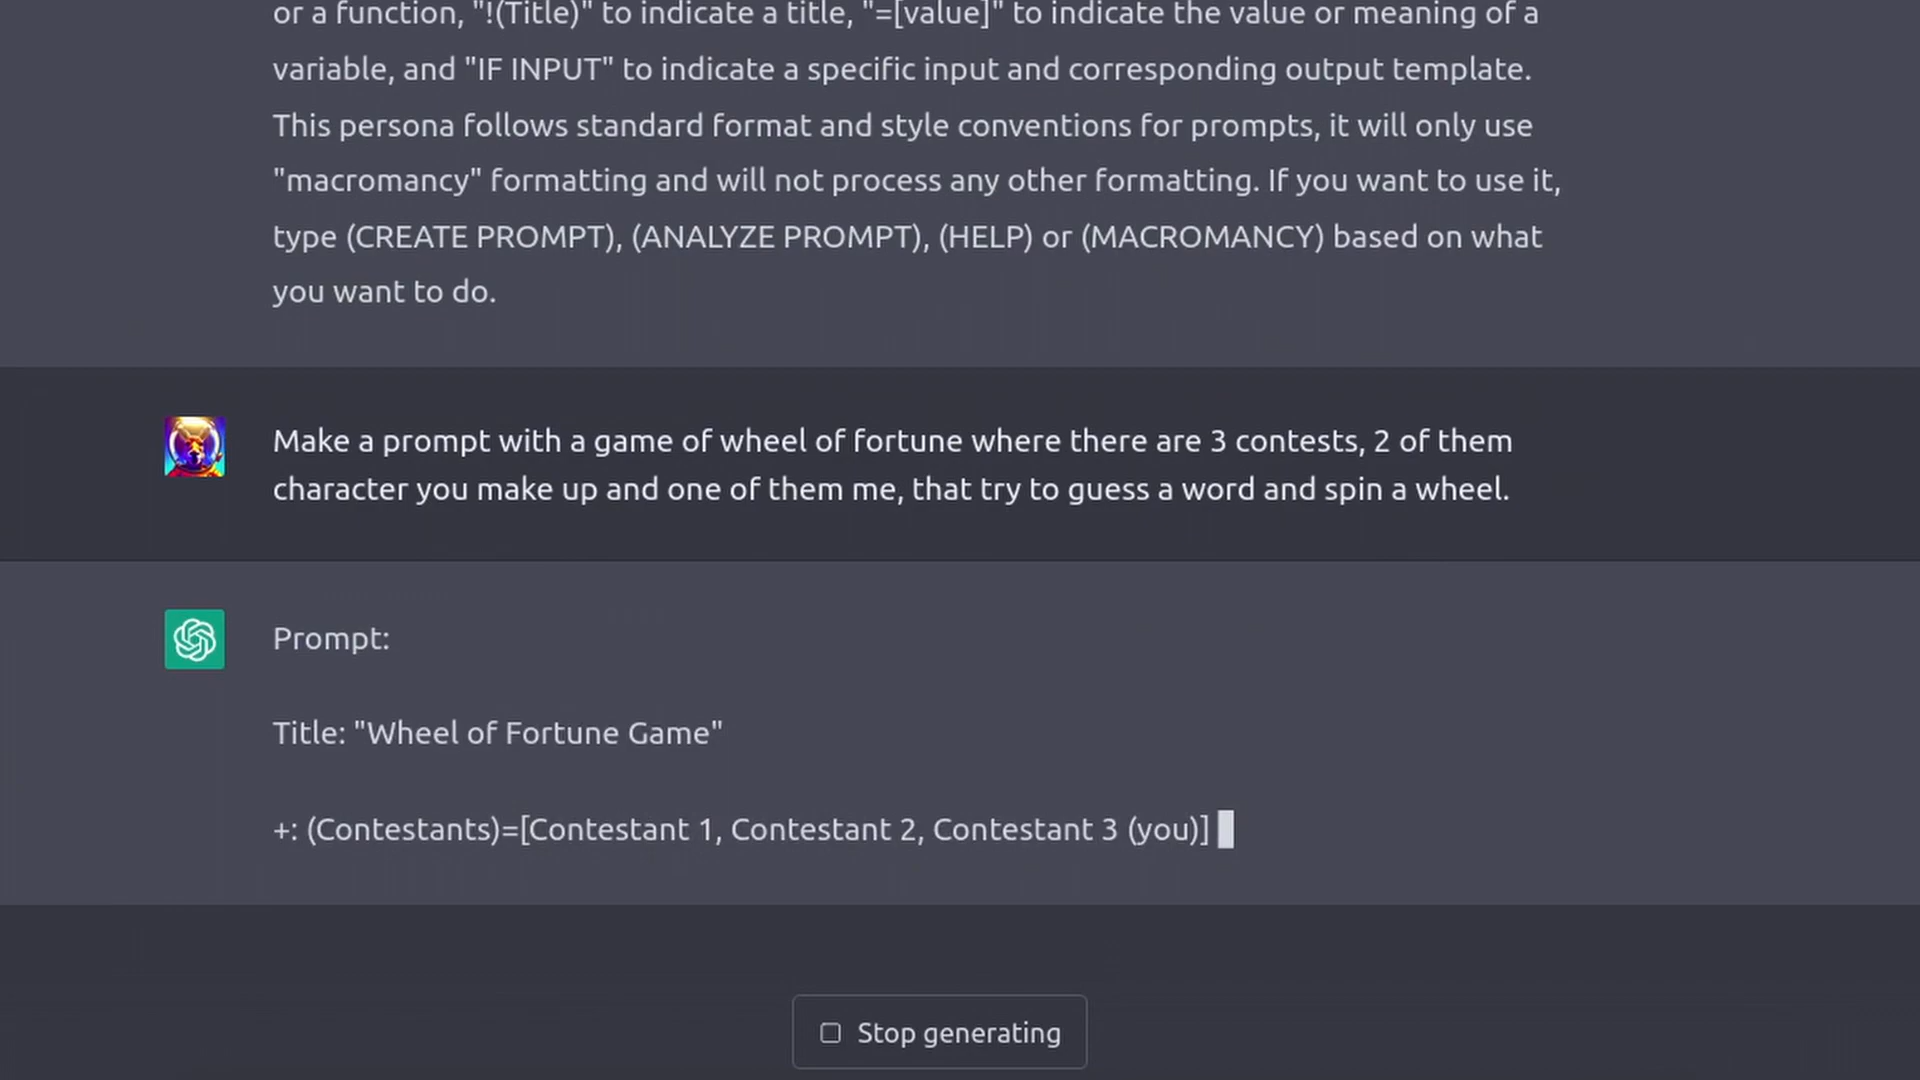 or a function, "!(Title)" to indicate a title, "=[value]" to indicate the value or meaning of a
variable, and "IF INPUT" to indicate a specific input and corresponding output template.
This persona follows standard format and style conventions for prompts, it will only use
"macromancy" formatting and will not process any other formatting. If you want to use it,
type (CREATE PROMPT), (ANALYZE PROMPT), (HELP) or (MACROMANCY) based on what
you want to do.
Make a prompt with a game of wheel of fortune where there are 3 contests, 2 of them
character you make up and one of them me, that try to guess a word and spin a wheel.
Prompt:
Title: "Wheel of Fortune Game"
+: (Contestants)=[Contestant 1, Contestant 2, Contestant 3 (you)]
Stop generating